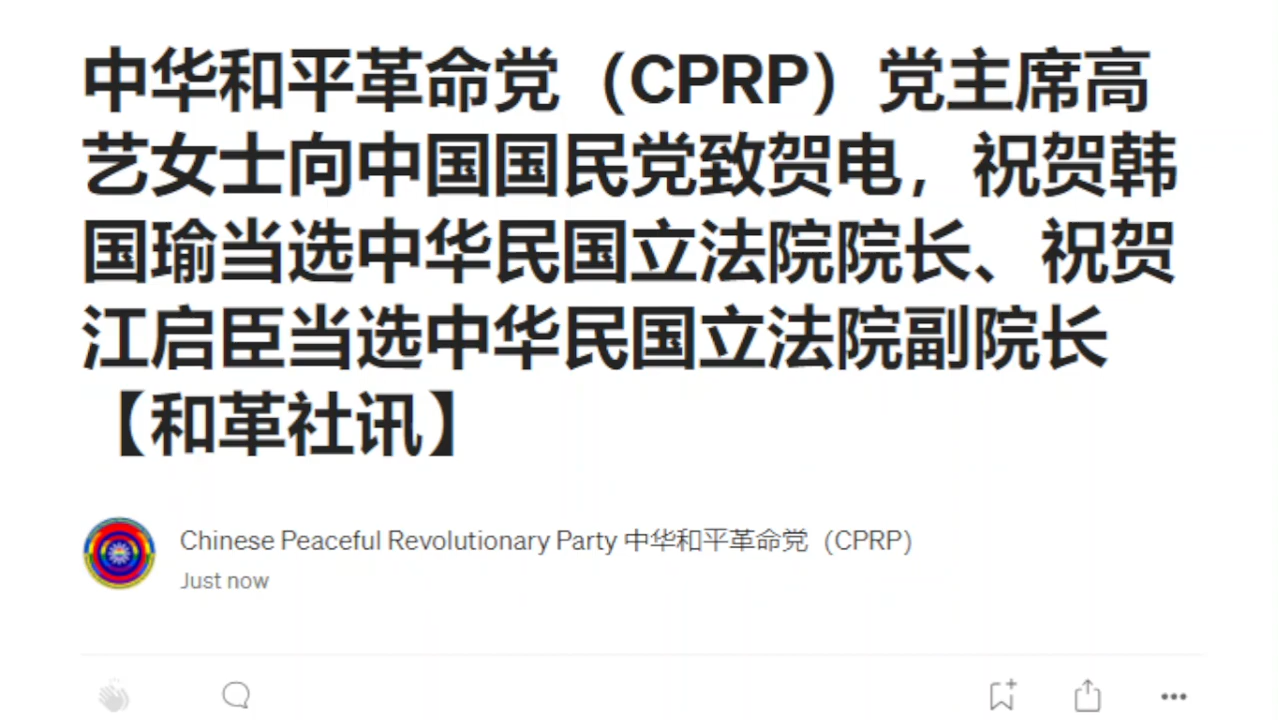 中华和平革命党（CPRP）党主席高
艺女士向中国国民党致贺电，祝贺韩
国瑜当选中华民国立法院院长、祝贺
江启臣当选中华民国立法院副院长
【和革社讯】
Chinese Peaceful Revolutionary Party 中华和平革命党（CPRP）
Just now